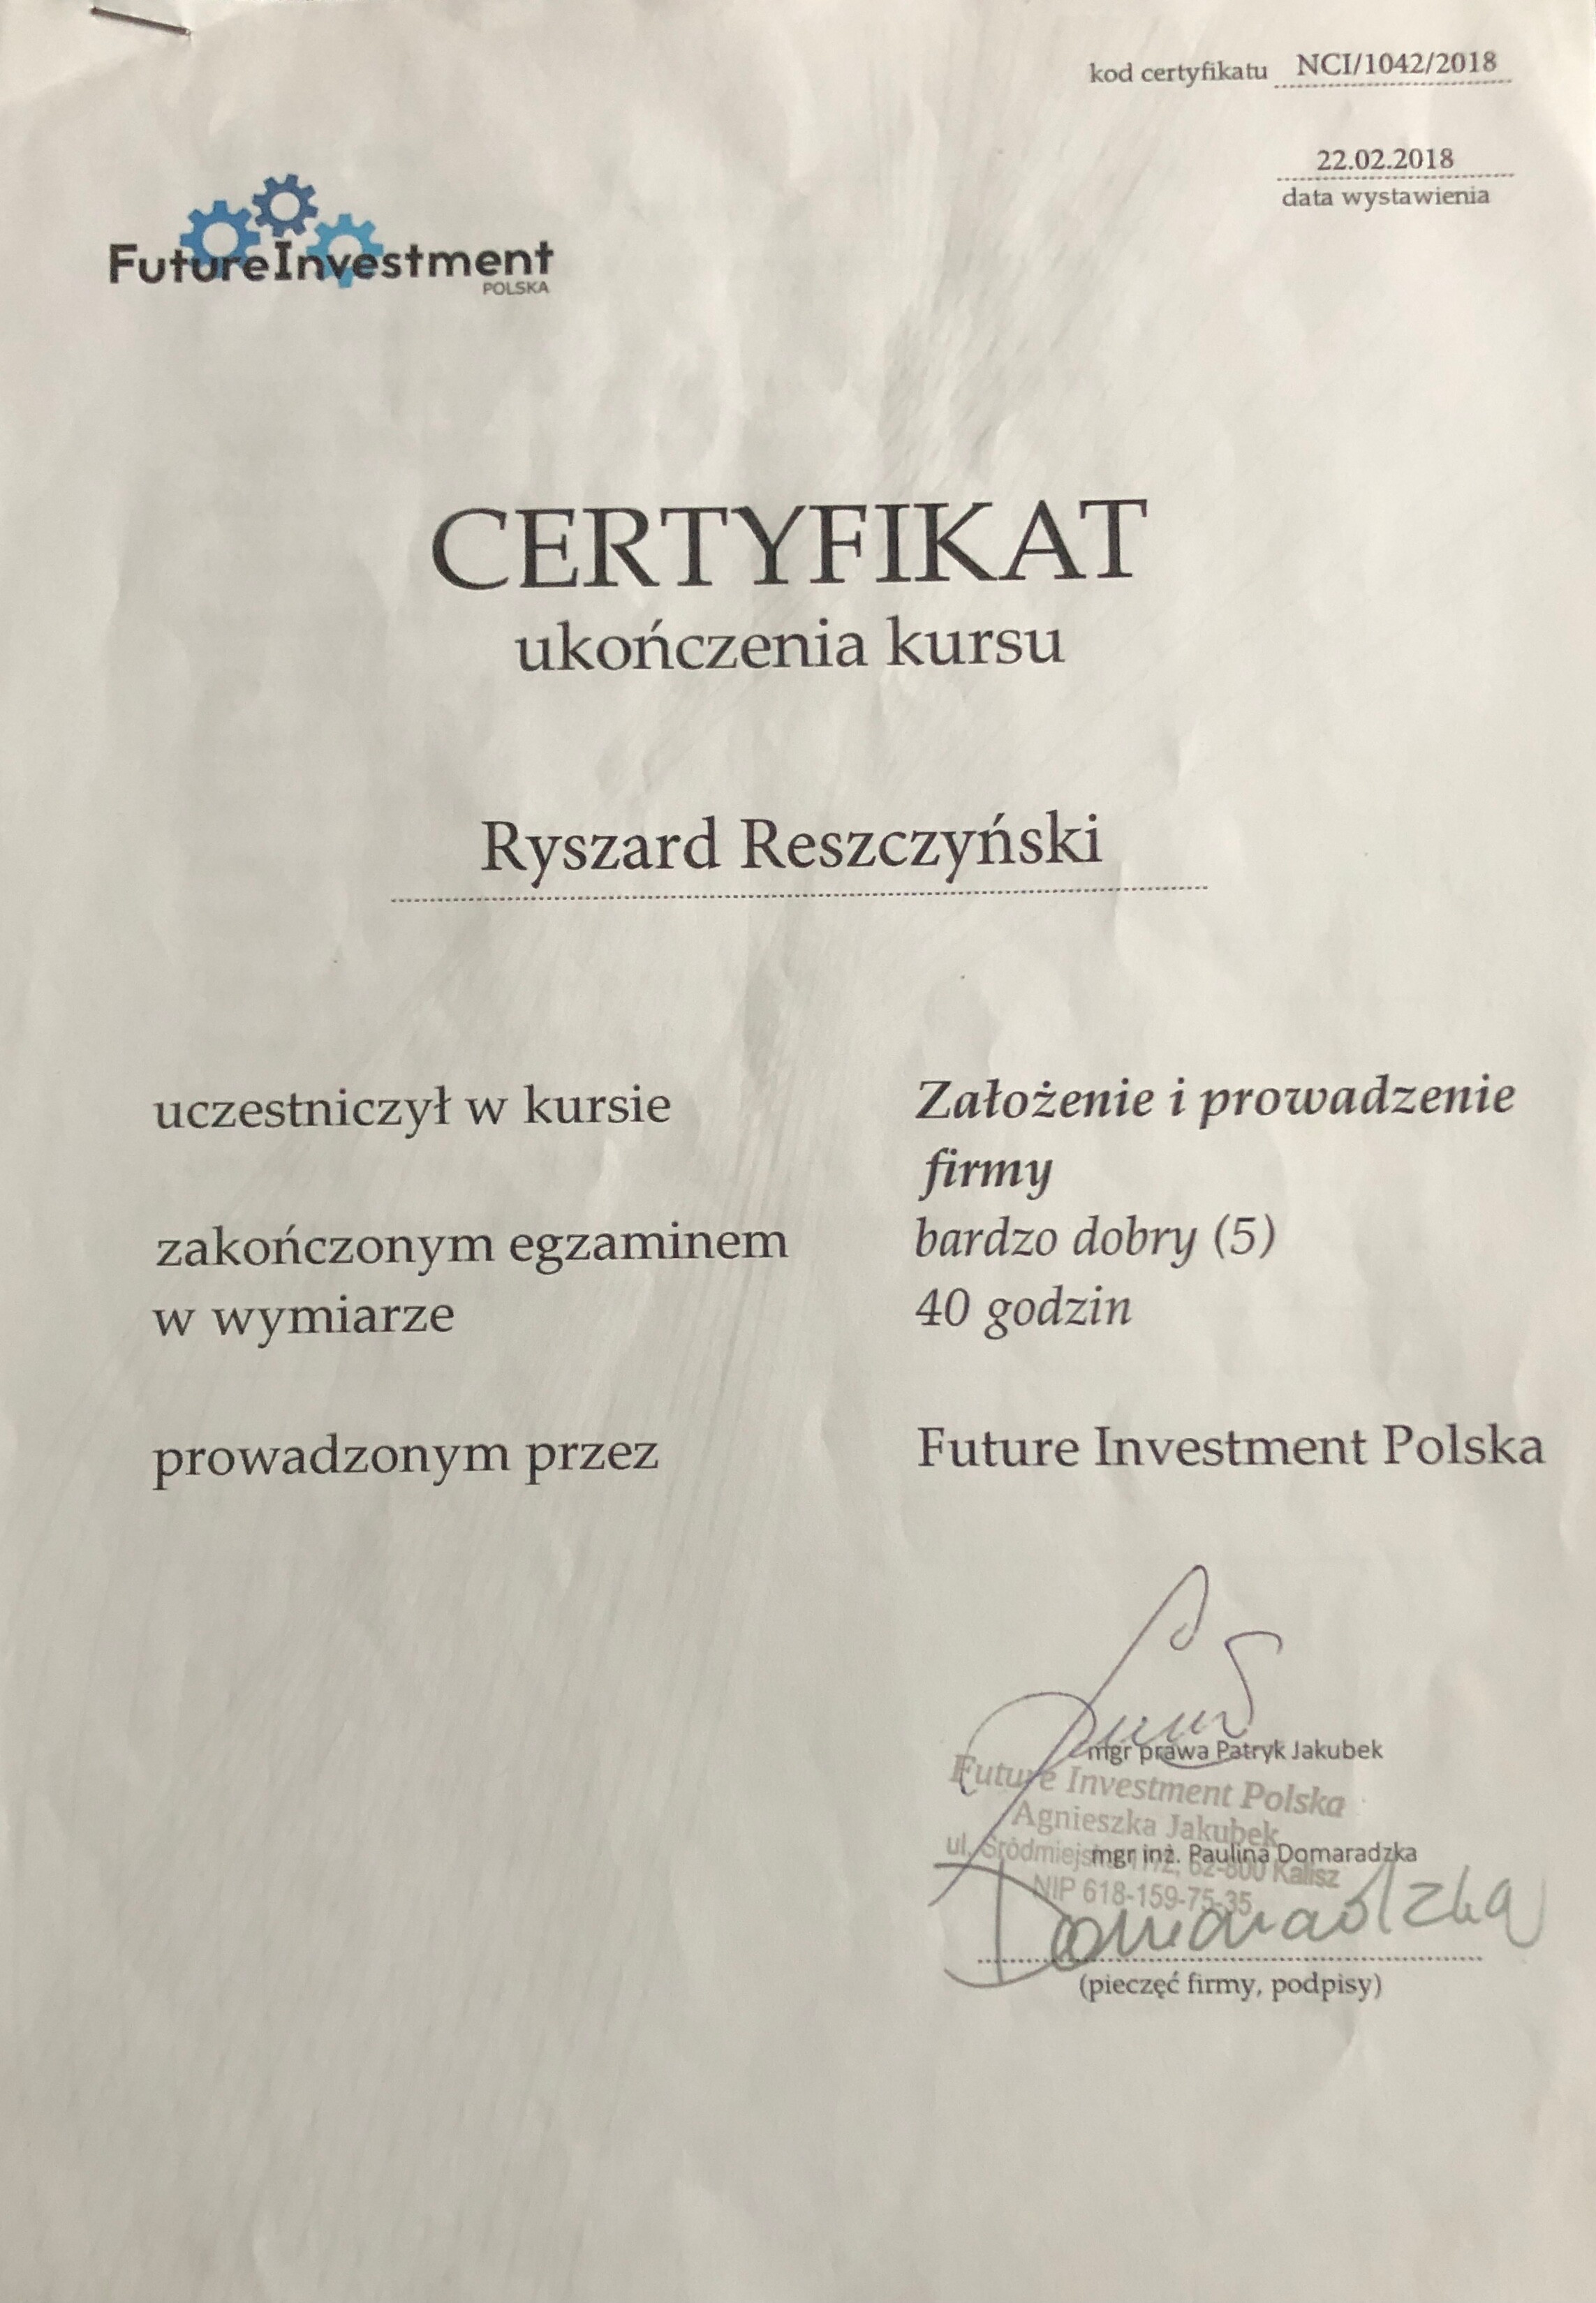 kod certyfikatu NCI/1042/2018
22.02.2018
data wystawienia
FutureInvestment
POLSKA
CERTYFIKAT
ukończenia kursu
Ryszard Reszczyński
uczestniczył w kursie Założenie i prowadzenie
firmy
zakończonym egzaminem bardzo dobry (5)
w wymiarze 40 godzin
prowadzonym przez Future Investment Polska
mgr prawa Patryk Jakubek
Future Investment Polska
Agnieszka Jakubek
mgr inż. Paulina Domaradzka
ul. 62-800 Kalisz
NIP 618-159-75-35
Domaradzka
(pieczęć firmy, podpisy)